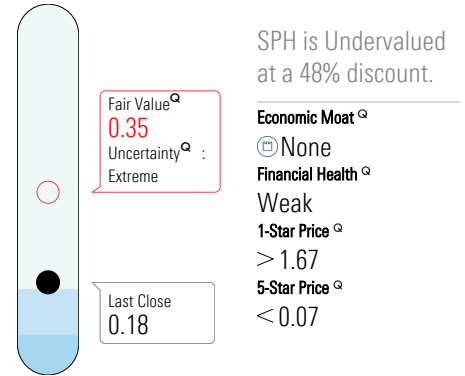 Fair Value Q
0.35
Uncertainty Q :
Extreme
Last Close
0.18
SPH is Undervalued
at a 48% discount.
Economic Moat Q
None
Financial Health Q
Weak
1-Star Price Q
>1.67
5-Star Price Q
<0.07